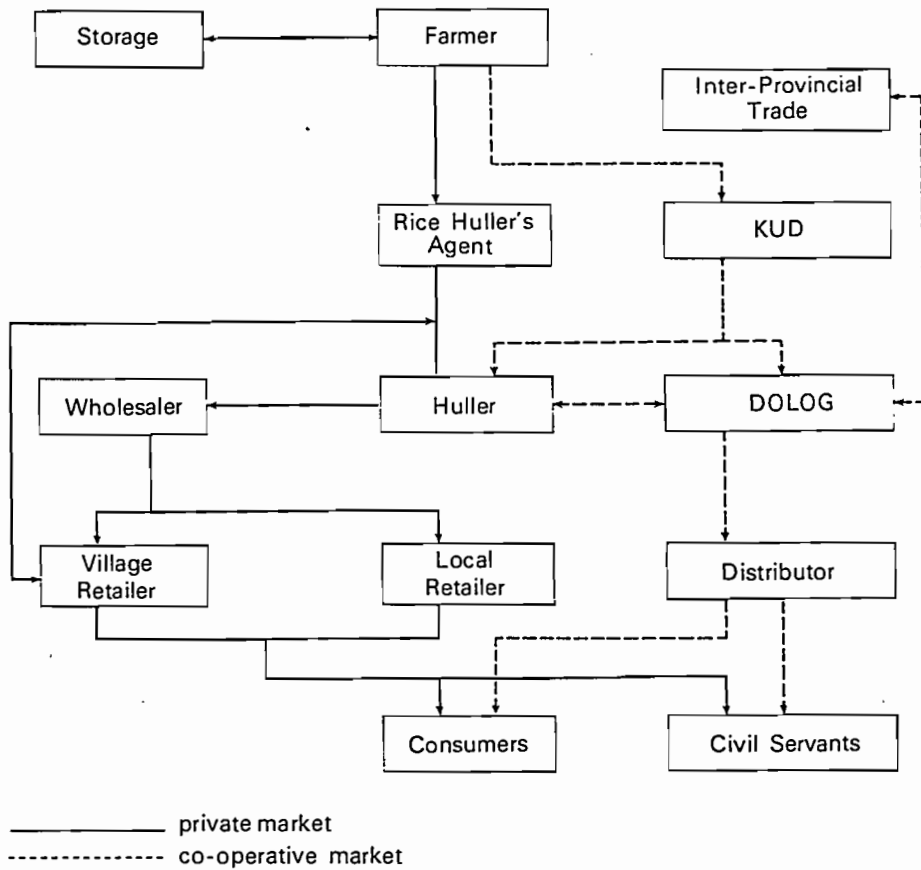 Storage
Farmer
Inter-Provincial
Trade
Rice Huller's
Agent
KUD
Wholesaler
Huller
DOLOG
Village
Retailer
Local
Retailer
Distributor
Consumers
Civil Servants
private market
co-operative market